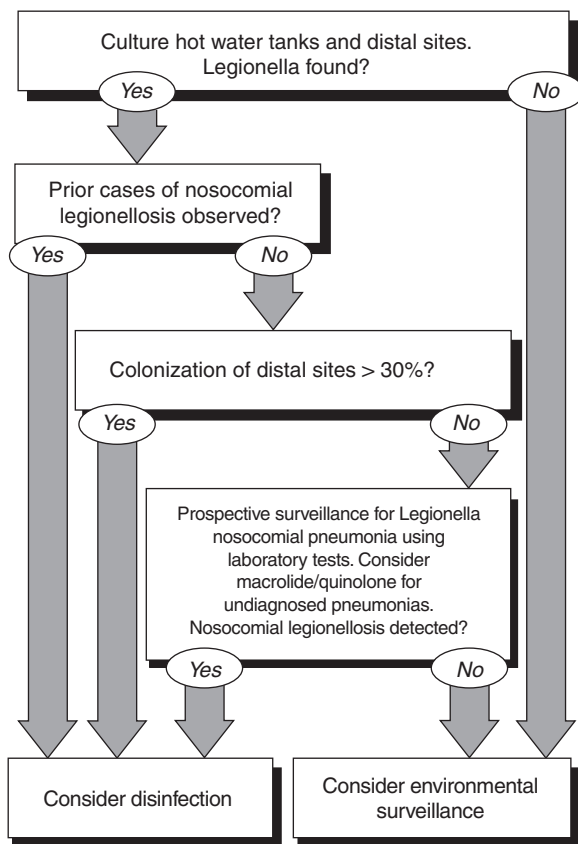 Culture hot water tanks and distal sites.
Legionella found?
Yes
No
Prior cases of nosocomial
legionellosis observed?
Yes
No
Colonization of distal sites > 30%?
Yes
No
Prospective surveillance for Legionella
nosocomial pneumonia using
laboratory tests. Consider
macrolide/quinolone for
undiagnosed pneumonias.
Nosocomial legionellosis detected?
Yes
No
Consider disinfection
Consider environmental
surveillance